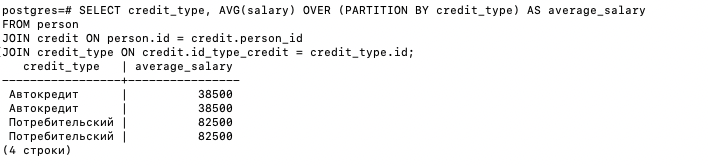 postgres=# SELECT credit_type, AVG(salary) OVER (PARTITION BY credit_type) AS average_salary
FROM person
JOIN credit ON person.id = credit.person_id
[JOIN credit_type ON credit.id_type_credit = credit_type.id;
   credit_type   | average_salary
-----------------+----------------
 Автокредит      |          38500
 Автокредит      |          38500
 Потребительский |          82500
 Потребительский |          82500
(4 строки)